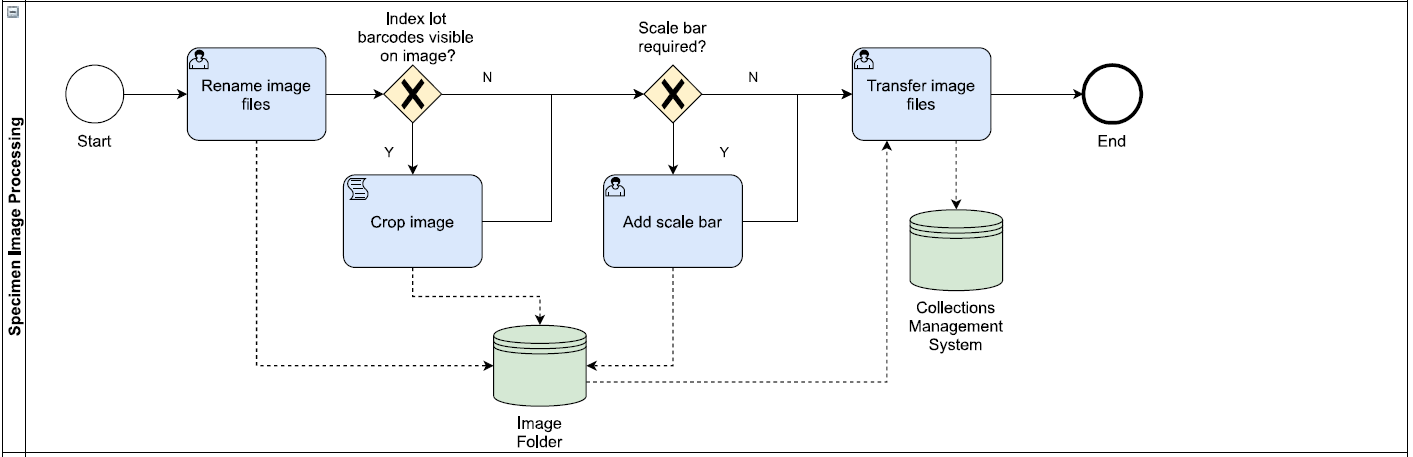 Specimen Image Processing
Start
Rename image
files
Index lot
barcodes visible
on image?
N
Y
Crop image
Scale bar
required?
N
Y
Add scale bar
Transfer image
files
End
Collections
Management
System
Image
Folder